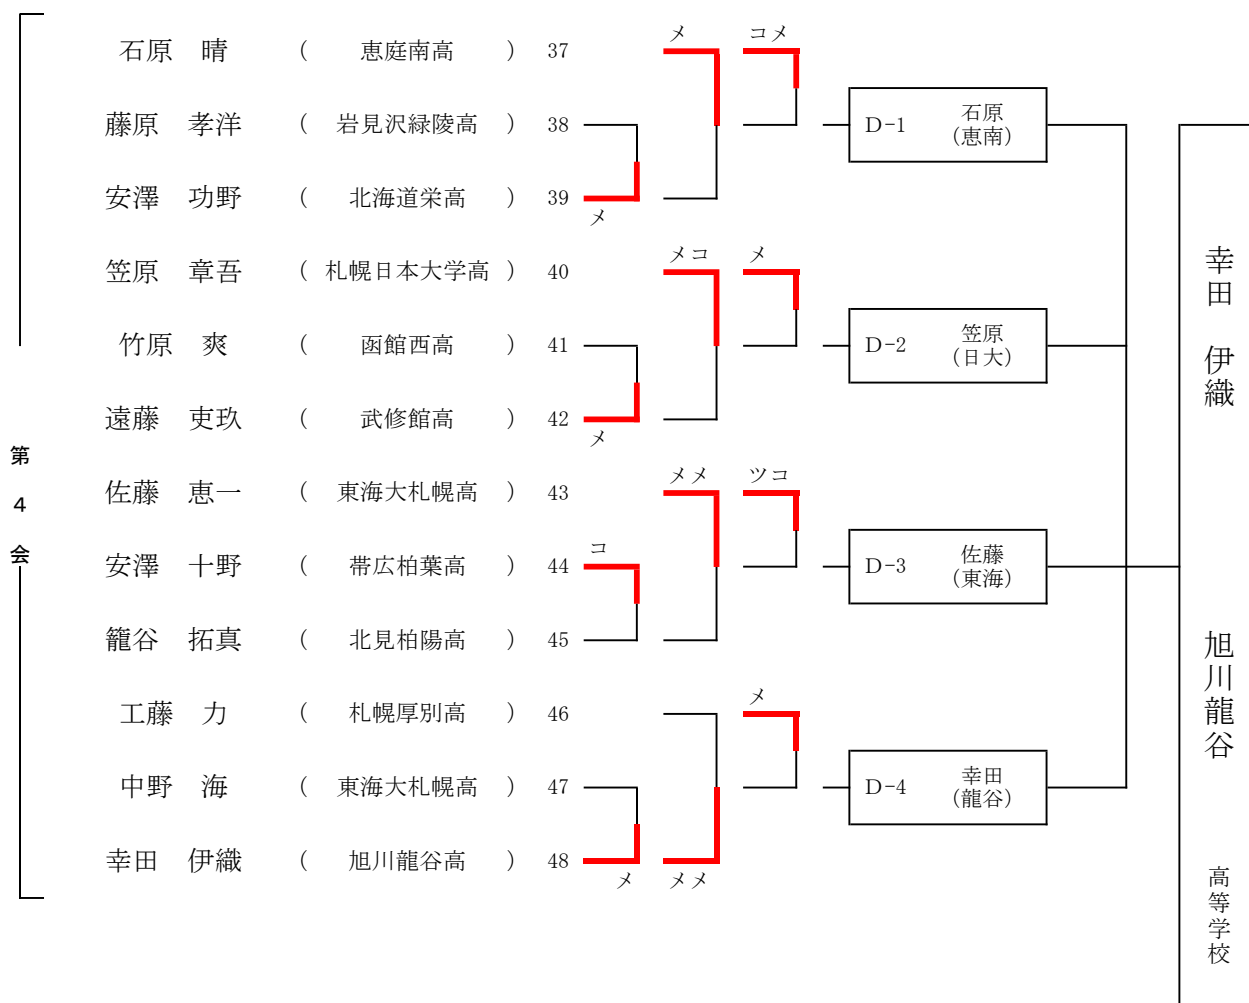 第4会
メ コメ
石原 晴 ( 恵庭南高 ) 37
藤原 孝洋 ( 岩見沢緑陵高 ) 38
D-1 石原
(恵南)
安澤 功野 ( 北海道栄高 ) 39
メ
メコ メ
笠原 章吾 ( 札幌日本大学高 ) 40
竹原 爽 ( 函館西高 ) 41
D-2 笠原
(日大)
遠藤 吏玖 ( 武修館高 ) 42
メ
メメ ツコ
佐藤 恵一 ( 東海大札幌高 ) 43
コ
安澤 十野 ( 帯広柏葉高 ) 44
D-3 佐藤
(東海)
籠谷 拓真 ( 北見柏陽高 ) 45
メ
工藤 力 ( 札幌厚別高 ) 46
中野 海 ( 東海大札幌高 ) 47
D-4 幸田
(龍谷)
幸田 伊織 ( 旭川龍谷高 ) 48
メ メメ
幸田 伊織 旭川龍谷 高等学校